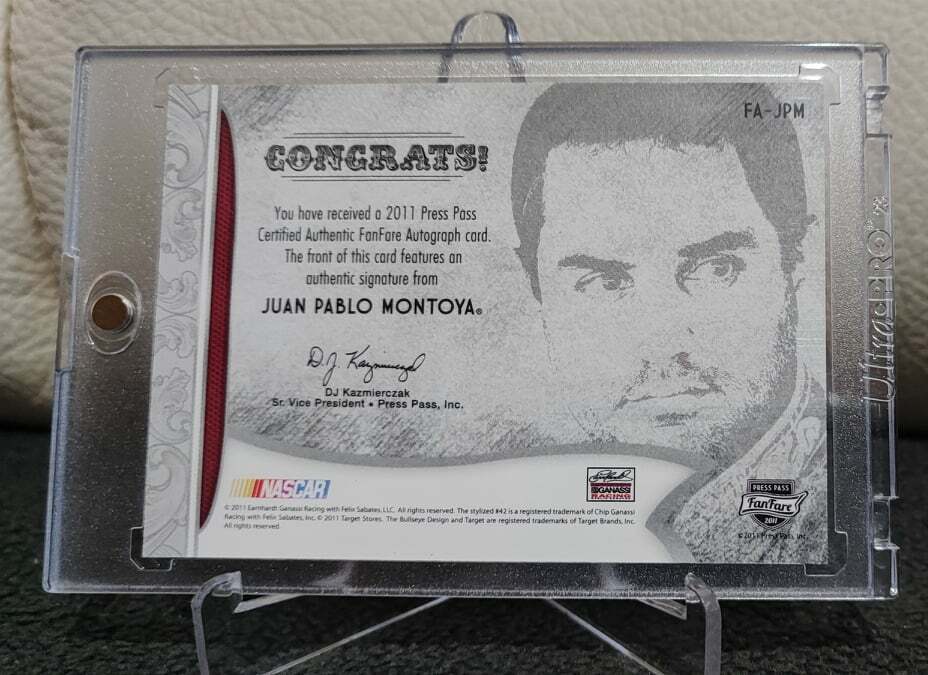 FA-JPM
CONGRATS!
You have received a 2011 Press Pass
Certified Authentic FanFare Autograph card.
The front of this card features an
authentic signature from
JUAN PABLO MONTOYA®
D.J. Kazmierczak
DJ Kazmierczak
Sr. Vice President • Press Pass, Inc.
NASCAR
GANASSI
RACING
PRESS PASS
FanFare
2011
© 2011 Press Pass, Inc.
© 2011 Earnhardt Ganassi Racing with Felix Sabates, LLC. All rights reserved. The stylized #42 is a registered trademark of Chip Ganassi
Racing with Felix Sabates, Inc. © 2011 Target Stores. The Bullseye Design and Target are registered trademarks of Target Brands, Inc.
All rights reserved.
Ultra•PRO®